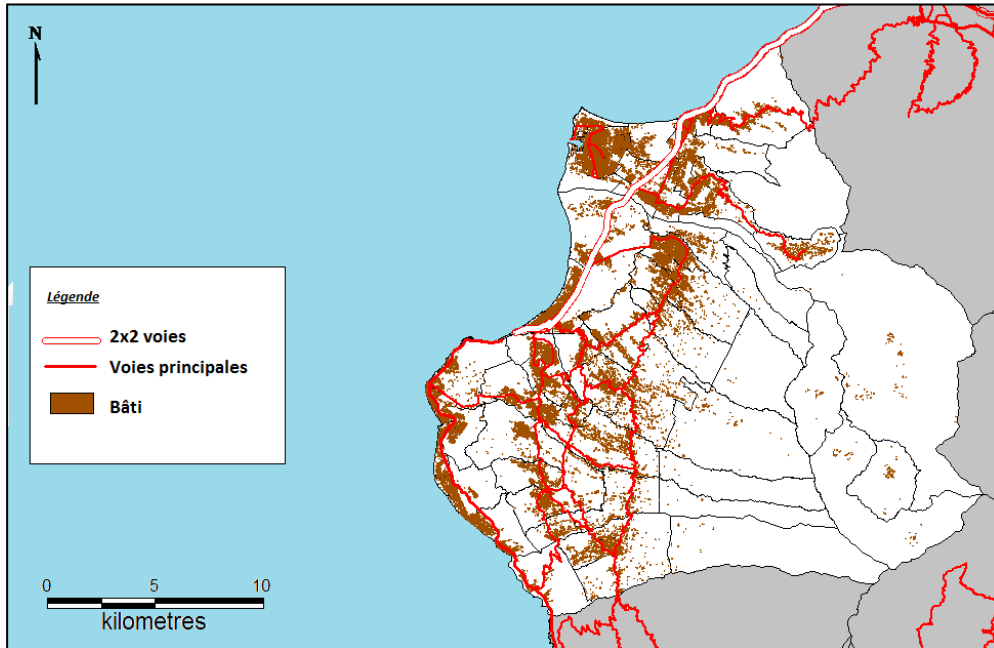 N
Légende
2x2 voies
Voies principales
Bâti
0 5 10
kilometres